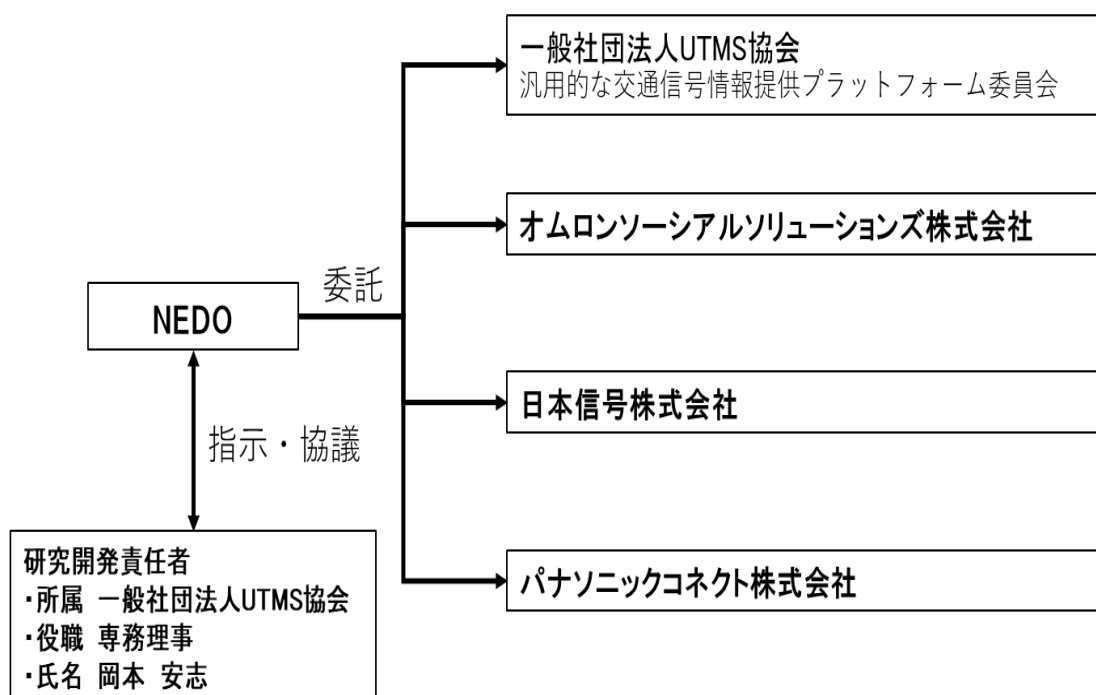 一般社団法人UTMS協会
汎用的な交通信号情報提供プラットフォーム委員会
オムロンソーシアルソリューションズ株式会社
委託
NEDO
日本信号株式会社
指示・協議
パナソニックコネクト株式会社
研究開発責任者
・所属 一般社団法人UTMS協会
・役職 専務理事
・氏名 岡本 安志